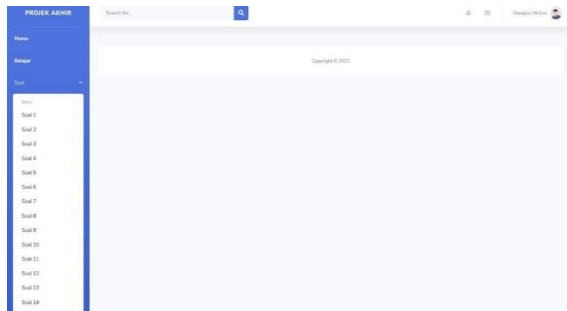 PROJEK AKHIR
Search for...
Douglas McGee
Home
Belajar
Soal
Copyright © 2021
Soal 1
Soal 2
Soal 3
Soal 4
Soal 5
Soal 6
Soal 7
Soal 8
Soal 9
Soal 10
Soal 11
Soal 12
Soal 13
Soal 14